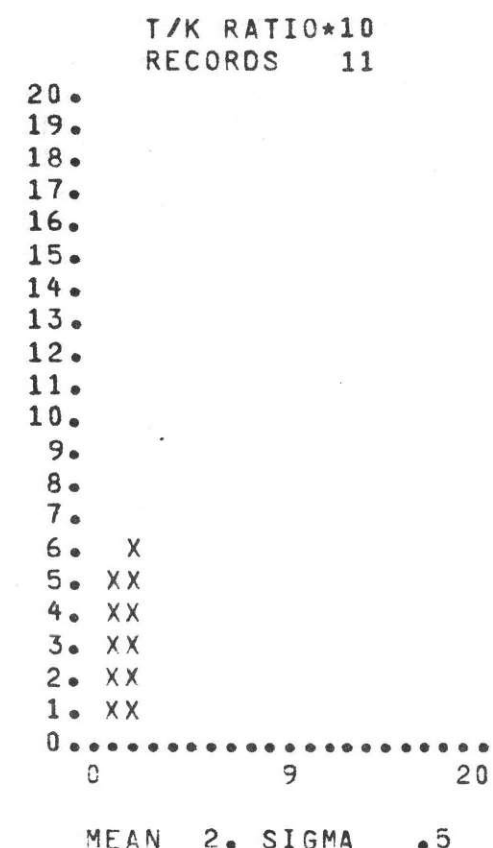 T/K RATIO*10
RECORDS 11
20.
19.
18.
17.
16.
15.
14.
13.
12.
11.
10.
9.
8.
7.
6. X
5. XX
4. XX
3. XX
2. XX
1. XX
0......................
0 9 20
MEAN 2. SIGMA .5